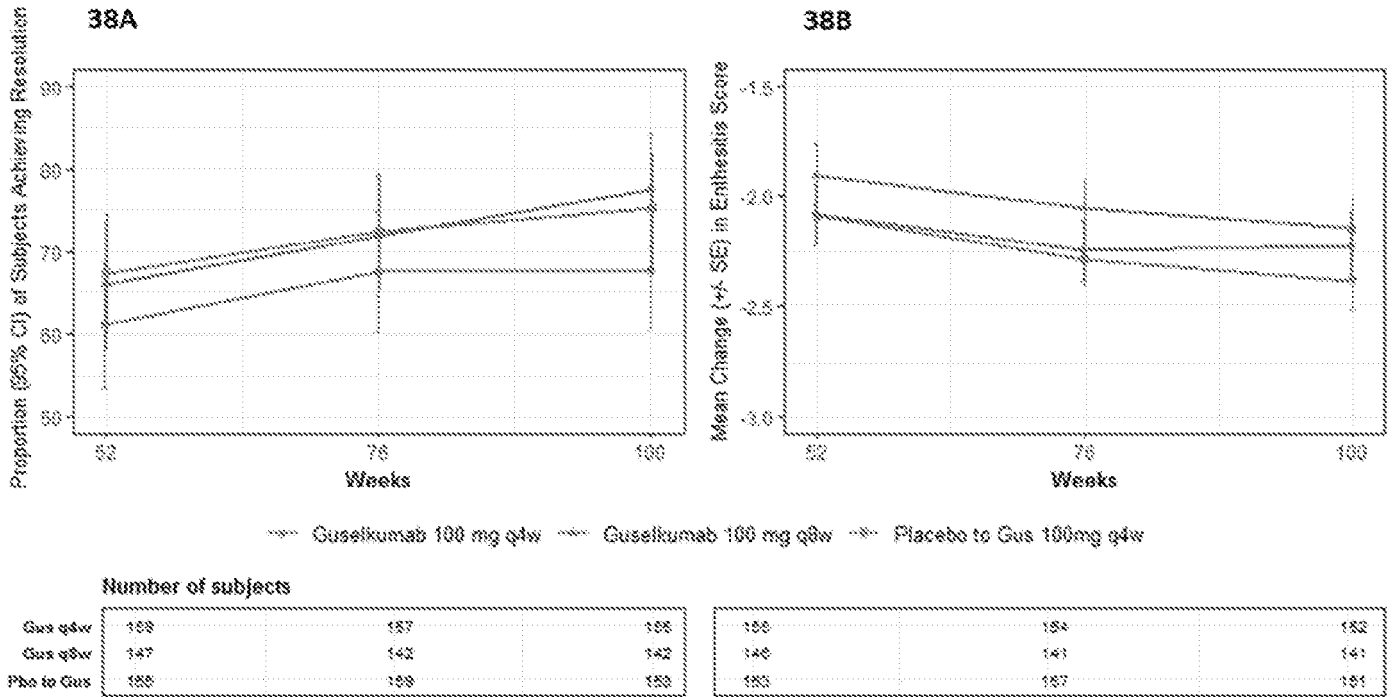 38A
38B
Proportion (95% CI) of Subjects Achieving Resolution
90
80
70
60
50
52
76
100
Weeks
Mean Change (+/- SE) in Enthesitis Score
-1.5
-2.0
-2.5
-3.0
52
76
100
Weeks
Guselkumab 100 mg q4w
Guselkumab 100 mg q8w
Placebo to Gus 100mg q4w
Number of subjects
Gus q4w
Gus q8w 147 142 142 141 141
Pbo to Gus